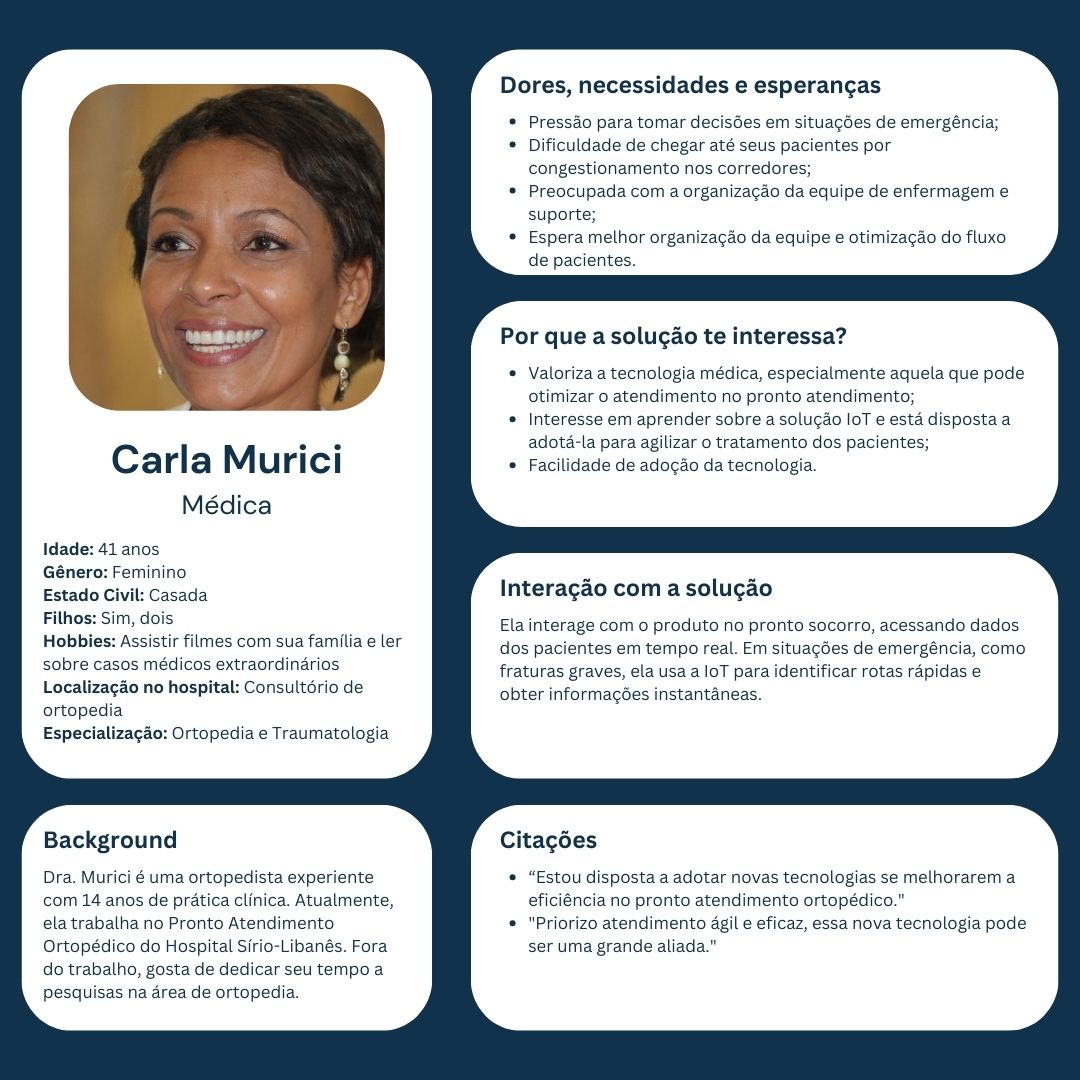 Carla Murici
Médica
Idade: 41 anos
Gênero: Feminino
Estado Civil: Casada
Filhos: Sim, dois
Hobbies: Assistir filmes com sua família e ler
sobre casos médicos extraordinários
Localização no hospital: Consultório de
ortopedia
Especialização: Ortopedia e Traumatologia
Background
Dra. Murici é uma ortopedista experiente
com 14 anos de prática clínica. Atualmente,
ela trabalha no Pronto Atendimento
Ortopédico do Hospital Sírio-Libanês. Fora
do trabalho, gosta de dedicar seu tempo a
pesquisas na área de ortopedia.
Dores, necessidades e esperanças
• Pressão para tomar decisões em situações de emergência;
• Dificuldade de chegar até seus pacientes por
congestionamento nos corredores;
• Preocupada com a organização da equipe de enfermagem e
suporte;
• Espera melhor organização da equipe e otimização do fluxo
de pacientes.
Por que a solução te interessa?
• Valoriza a tecnologia médica, especialmente aquela que pode
otimizar o atendimento no pronto atendimento;
• Interesse em aprender sobre a solução IoT e está disposta a
adotá-la para agilizar o tratamento dos pacientes;
• Facilidade de adoção da tecnologia.
Interação com a solução
Ela interage com o produto no pronto socorro, acessando dados
dos pacientes em tempo real. Em situações de emergência, como
fraturas graves, ela usa a IoT para identificar rotas rápidas e
obter informações instantâneas.
Citações
• “Estou disposta a adotar novas tecnologias se melhorarem a
eficiência no pronto atendimento ortopédico."
• "Priorizo atendimento ágil e eficaz, essa nova tecnologia pode
ser uma grande aliada."